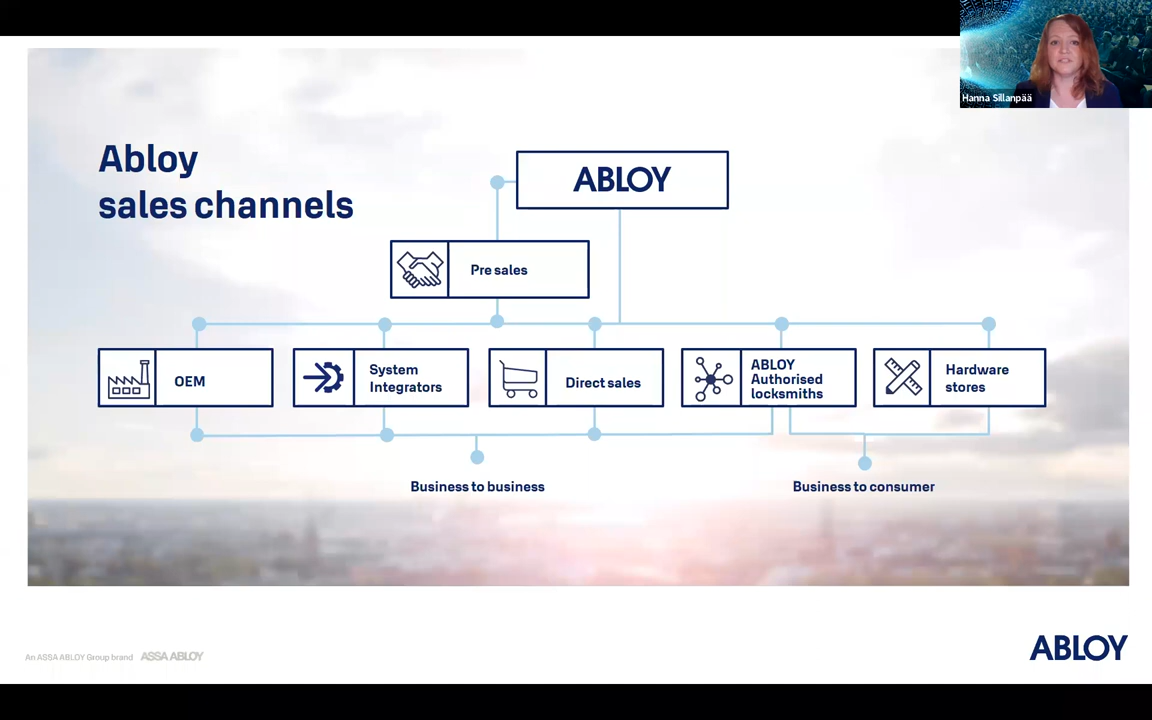 Hanna Sillanpää
Abloy
sales channels
ABLOY
Pre sales
OEM
System
Integrators
Direct sales
ABLOY
Authorised
locksmiths
Hardware
stores
Business to business
Business to consumer
An ASSA ABLOY Group brand ASSA ABLOY
ABLOY